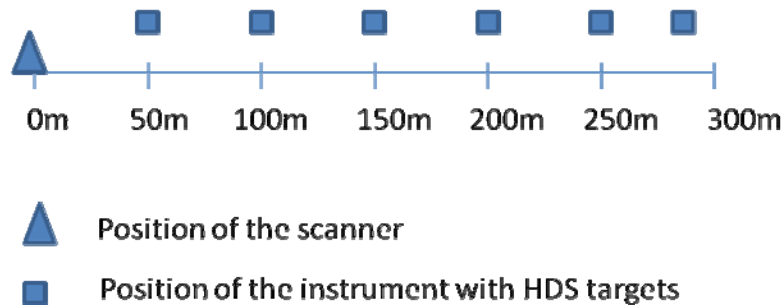 0m 50m 100m 150m 200m 250m 300m
Position of the scanner
Position of the instrument with HDS targets